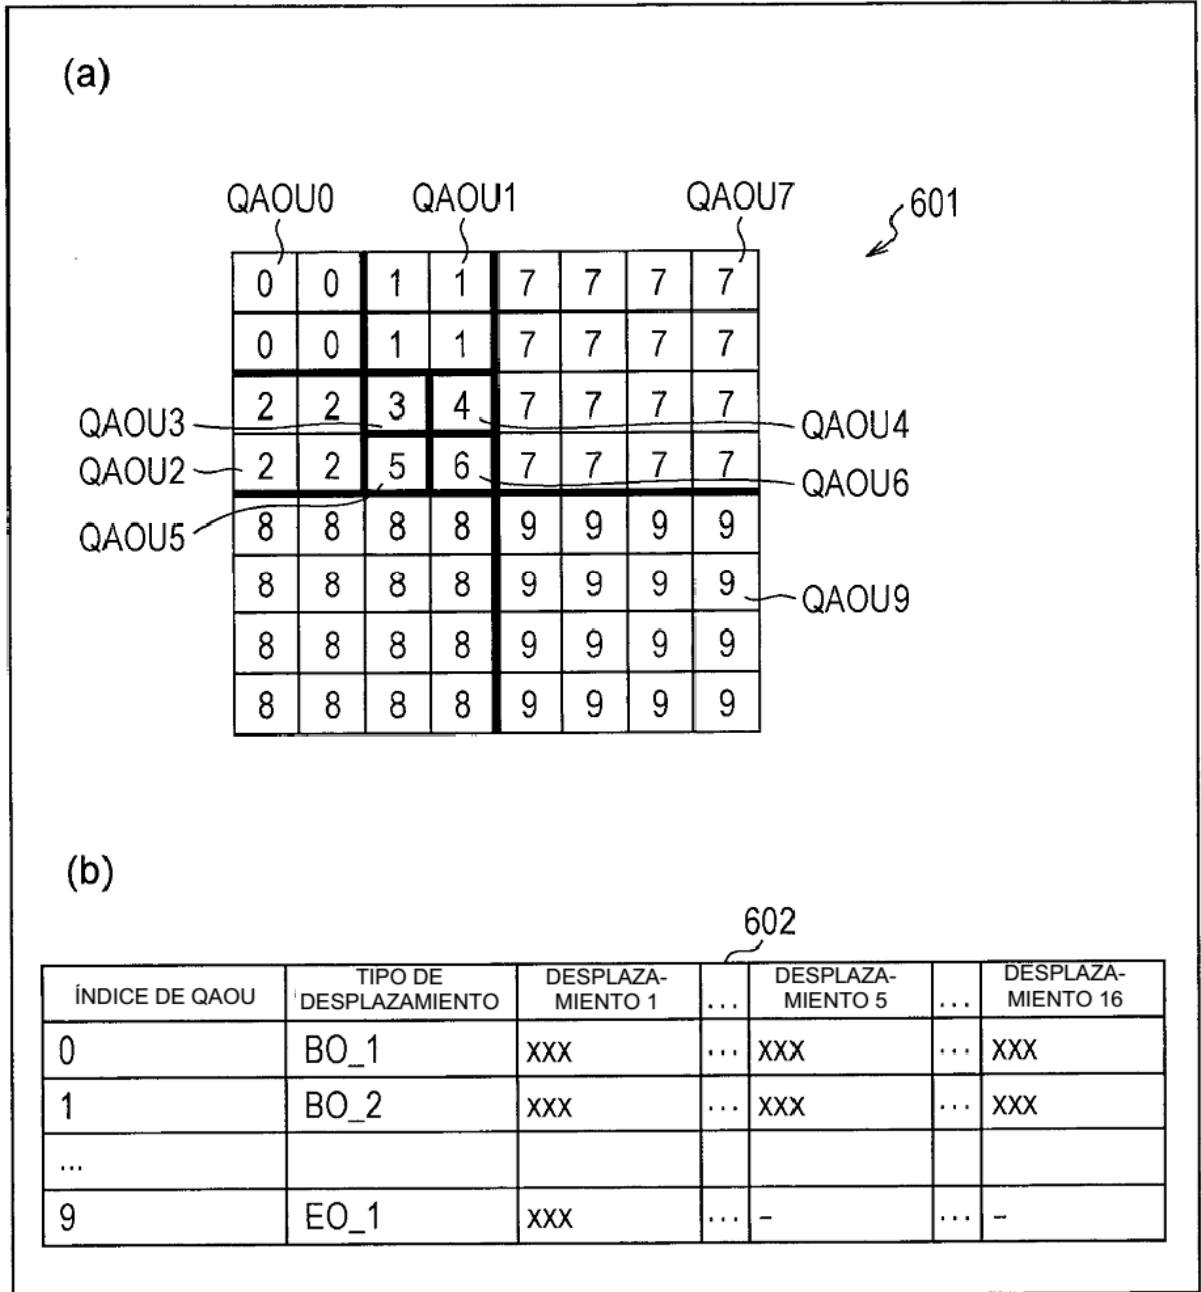 (a)
QAOU0 QAOU1 QAOU7 601
0 0 1 1 7 7 7 7
0 0 1 1 7 7 7 7
QAOU3 2 2 3 4 7 7 7 7 QAOU4
QAOU2 2 2 5 6 7 7 7 7 QAOU6
QAOU5 8 8 8 8 9 9 9 9
8 8 8 8 9 9 9 9 QAOU9
8 8 8 8 9 9 9 9
8 8 8 8 9 9 9 9
(b)
602
ÍNDICE DE QAOU TIPO DE DESPLAZAMIENTO DESPLAZA-MIENTO 1 ... DESPLAZA-MIENTO 5 ... DESPLAZA-MIENTO 16
0 BO_1 XXX ... XXX ... XXX
1 BO_2 XXX ... XXX ... XXX
...
9 EO_1 XXX ... – ... –